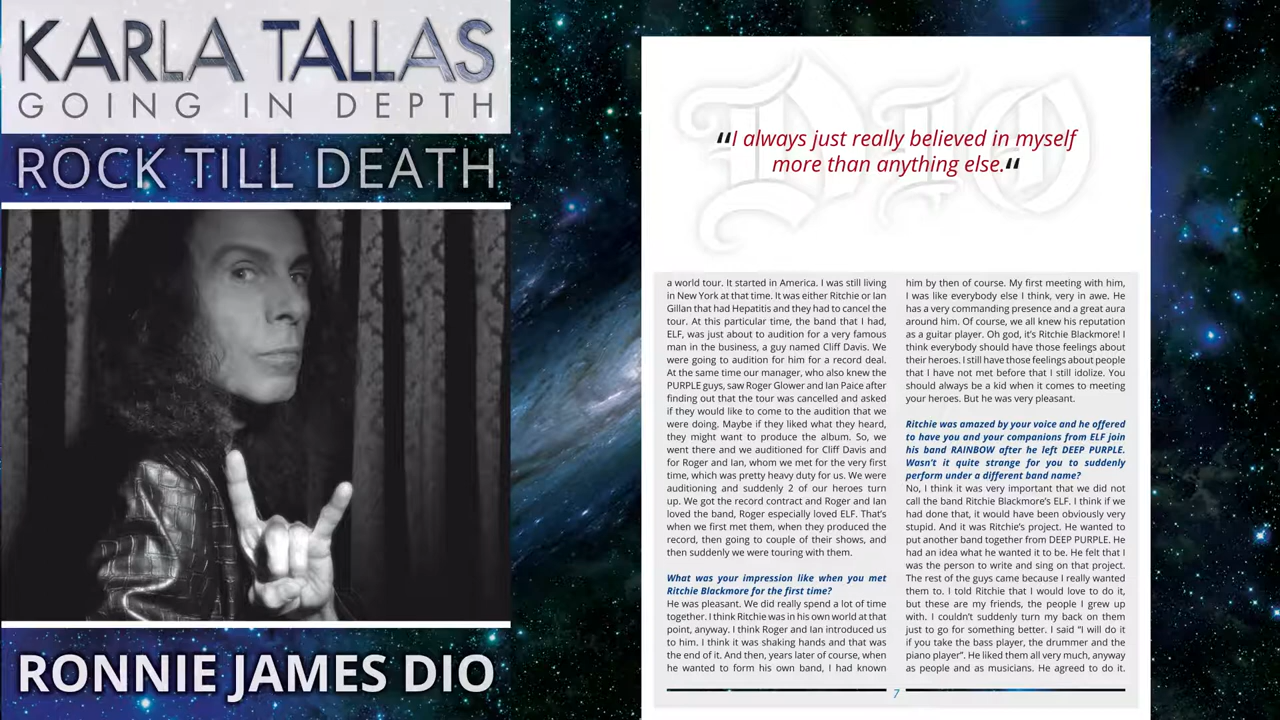 KARLA TALLAS
GOING IN DEPTH
ROCK TILL DEATH
RONNIE JAMES DIO
DIO
“I always just really believed in myself
more than anything else.“
a world tour. It started in America. I was still living
in New York at that time. It was either Ritchie or Ian
Gillan that had Hepatitis and they had to cancel the
tour. At this particular time, the band that I had,
ELF, was just about to audition for a very famous
man in the business, a guy named Cliff Davis. We
were going to audition for him for a record deal.
At the same time our manager, who also knew the
PURPLE guys, saw Roger Glower and Ian Paice after
finding out that the tour was cancelled and asked
if they would like to come to the audition that we
were doing. Maybe if they liked what they heard,
they might want to produce the album. So, we
went there and we auditioned for Cliff Davis and
for Roger and Ian, whom we met for the very first
time, which was pretty heavy duty for us. We were
auditioning and suddenly 2 of our heroes turn
up. We got the record contract and Roger and Ian
loved the band, Roger especially loved ELF. That’s
when we first met them, when they produced the
record, then going to couple of their shows, and
then suddenly we were touring with them.
What was your impression like when you met
Ritchie Blackmore for the first time?
He was pleasant. We did really spend a lot of time
together. I think Ritchie was in his own world at that
point, anyway. I think Roger and Ian introduced us
to him. I think it was shaking hands and that was
the end of it. And then, years later of course, when
he wanted to form his own band, I had known
him by then of course. My first meeting with him,
I was like everybody else I think, very in awe. He
has a very commanding presence and a great aura
around him. Of course, we all knew his reputation
as a guitar player. Oh god, it’s Ritchie Blackmore! I
think everybody should have those feelings about
their heroes. I still have those feelings about people
that I have not met before that I still idolize. You
should always be a kid when it comes to meeting
your heroes. But he was very pleasant.
Ritchie was amazed by your voice and he offered
to have you and your companions from ELF join
his band RAINBOW after he left DEEP PURPLE.
Wasn’t it quite strange for you to suddenly
perform under a different band name?
No, I think it was very important that we did not
call the band Ritchie Blackmore’s ELF. I think if we
had done that, it would have been obviously very
stupid. And it was Ritchie’s project. He wanted to
put another band together from DEEP PURPLE. He
had an idea what he wanted it to be. He felt that I
was the person to write and sing on that project.
The rest of the guys came because I really wanted
them to. I told Ritchie that I would love to do it,
but these are my friends, the people I grew up
with. I couldn’t suddenly turn my back on them
just to go for something better. I said “I will do it
if you take the bass player, the drummer and the
piano player”. He liked them all very much, anyway
as people and as musicians. He agreed to do it.
7